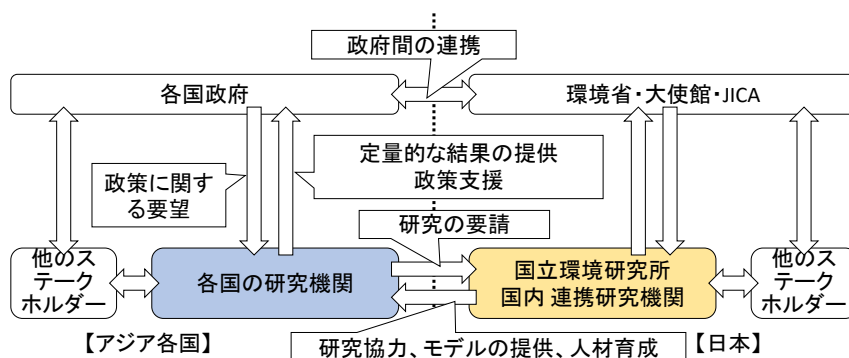 政府間の連携
各国政府
環境省・大使館・JICA
政策に関す
る要望
定量的な結果の提供
政策支援
研究の要請
他のス
テーク
ホルダー
各国の研究機関
国立環境研究所
国内 連携研究機関
他のス
テーク
ホルダー
【アジア各国】
研究協力、モデルの提供、人材育成
【日本】